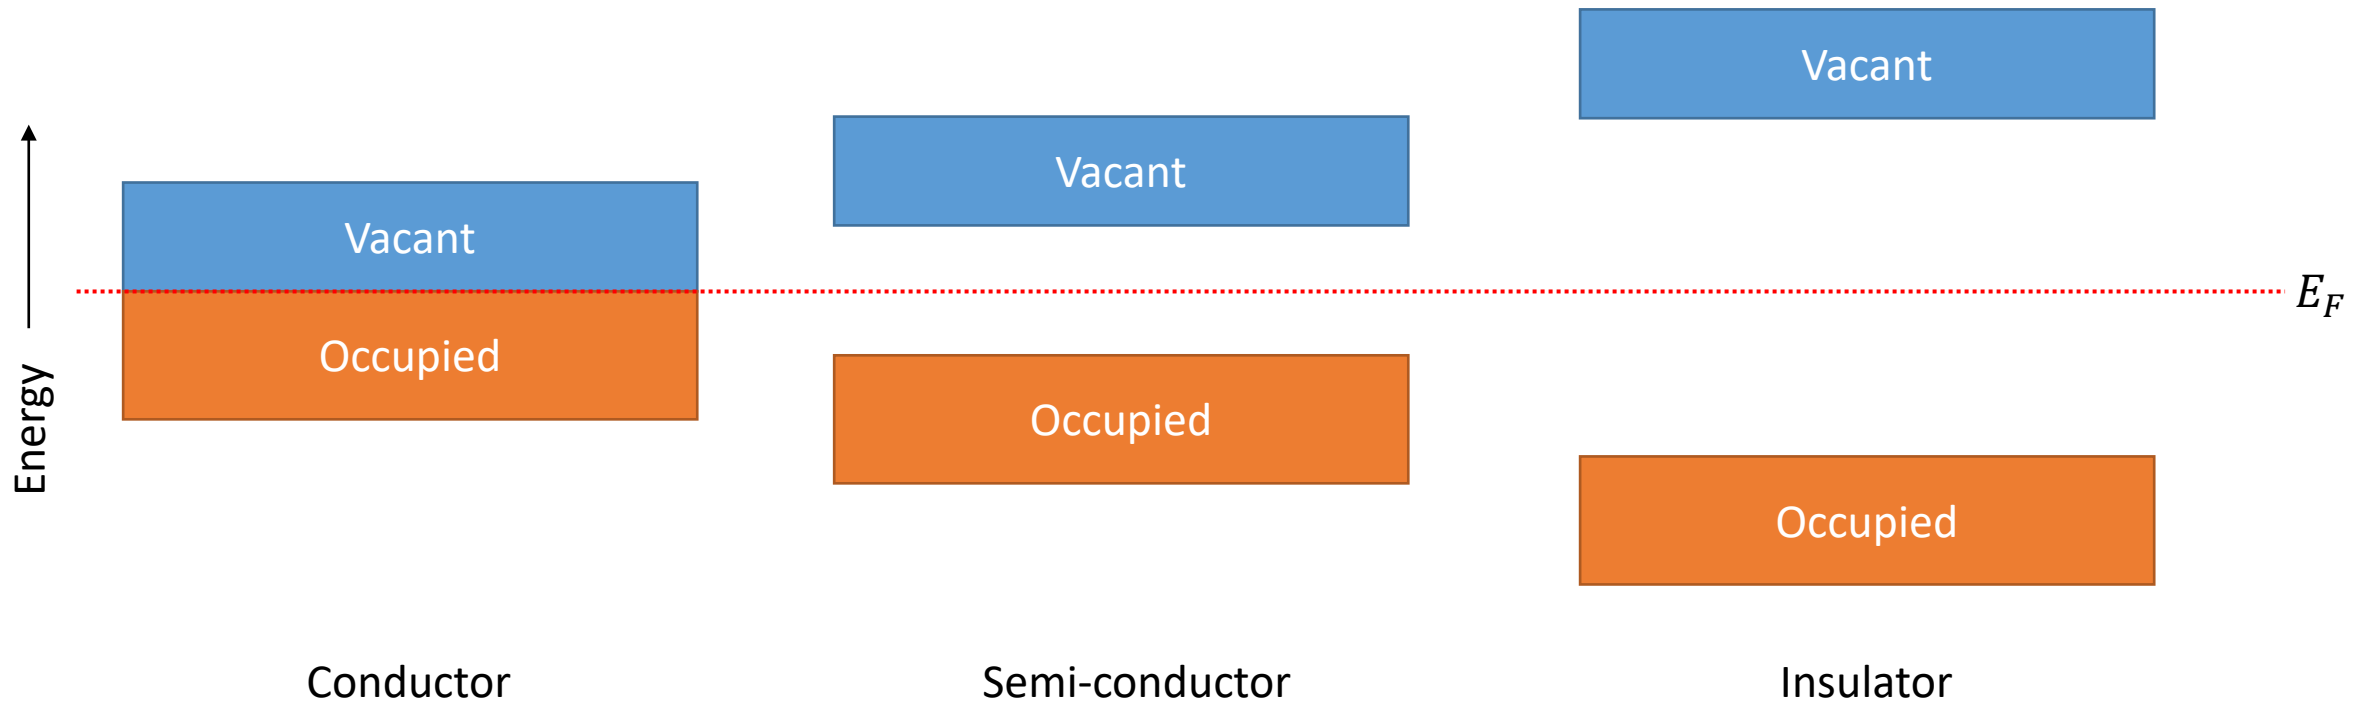 Vacant
Vacant
Vacant
E_F
Occupied
Occupied
Occupied
Energy
Conductor
Semi-conductor
Insulator